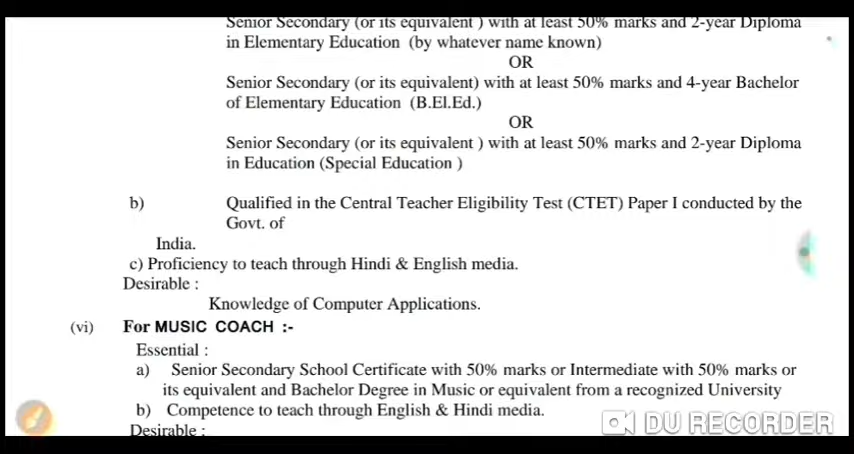 Senior Secondary (or its equivalent ) with at least 50% marks and 2-year Diploma
in Elementary Education (by whatever name known)
OR
Senior Secondary (or its equivalent) with at least 50% marks and 4-year Bachelor
of Elementary Education (B.El.Ed.)
OR
Senior Secondary (or its equivalent ) with at least 50% marks and 2-year Diploma
in Education (Special Education )
b) Qualified in the Central Teacher Eligibility Test (CTET) Paper I conducted by the
Govt. of
India.
c) Proficiency to teach through Hindi & English media.
Desirable :
Knowledge of Computer Applications.
(vi) For MUSIC COACH :-
Essential :
a) Senior Secondary School Certificate with 50% marks or Intermediate with 50% marks or
its equivalent and Bachelor Degree in Music or equivalent from a recognized University
b) Competence to teach through English & Hindi media.
Desirable :
DU RECORDER